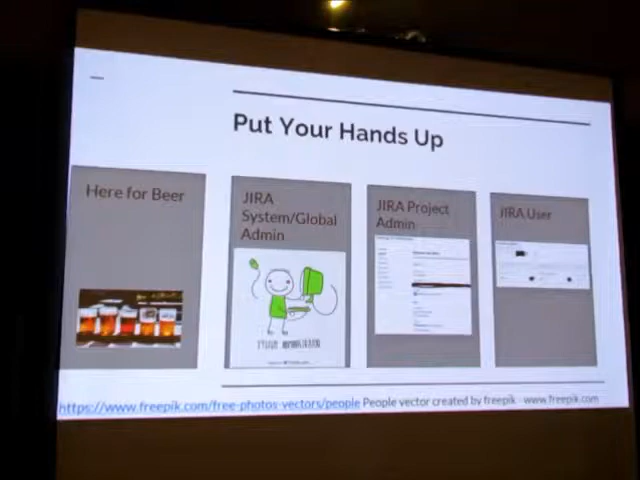 Put Your Hands Up
Here for Beer
JIRA
System/Global
Admin
JIRA Project
Admin
JIRA User
https://www.freepik.com/free-photos-vectors/people People vector created by freepik - www.freepik.com